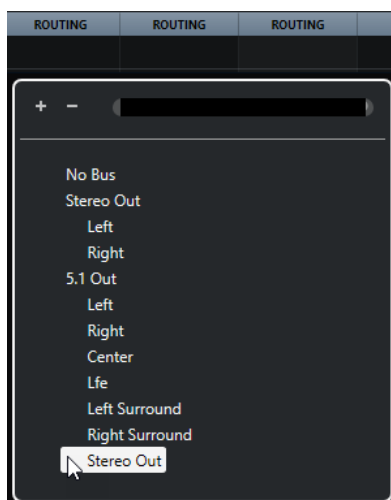 ROUTING ROUTING ROUTING
+ −
No Bus
Stereo Out
Left
Right
5.1 Out
Left
Right
Center
Lfe
Left Surround
Right Surround
Stereo Out